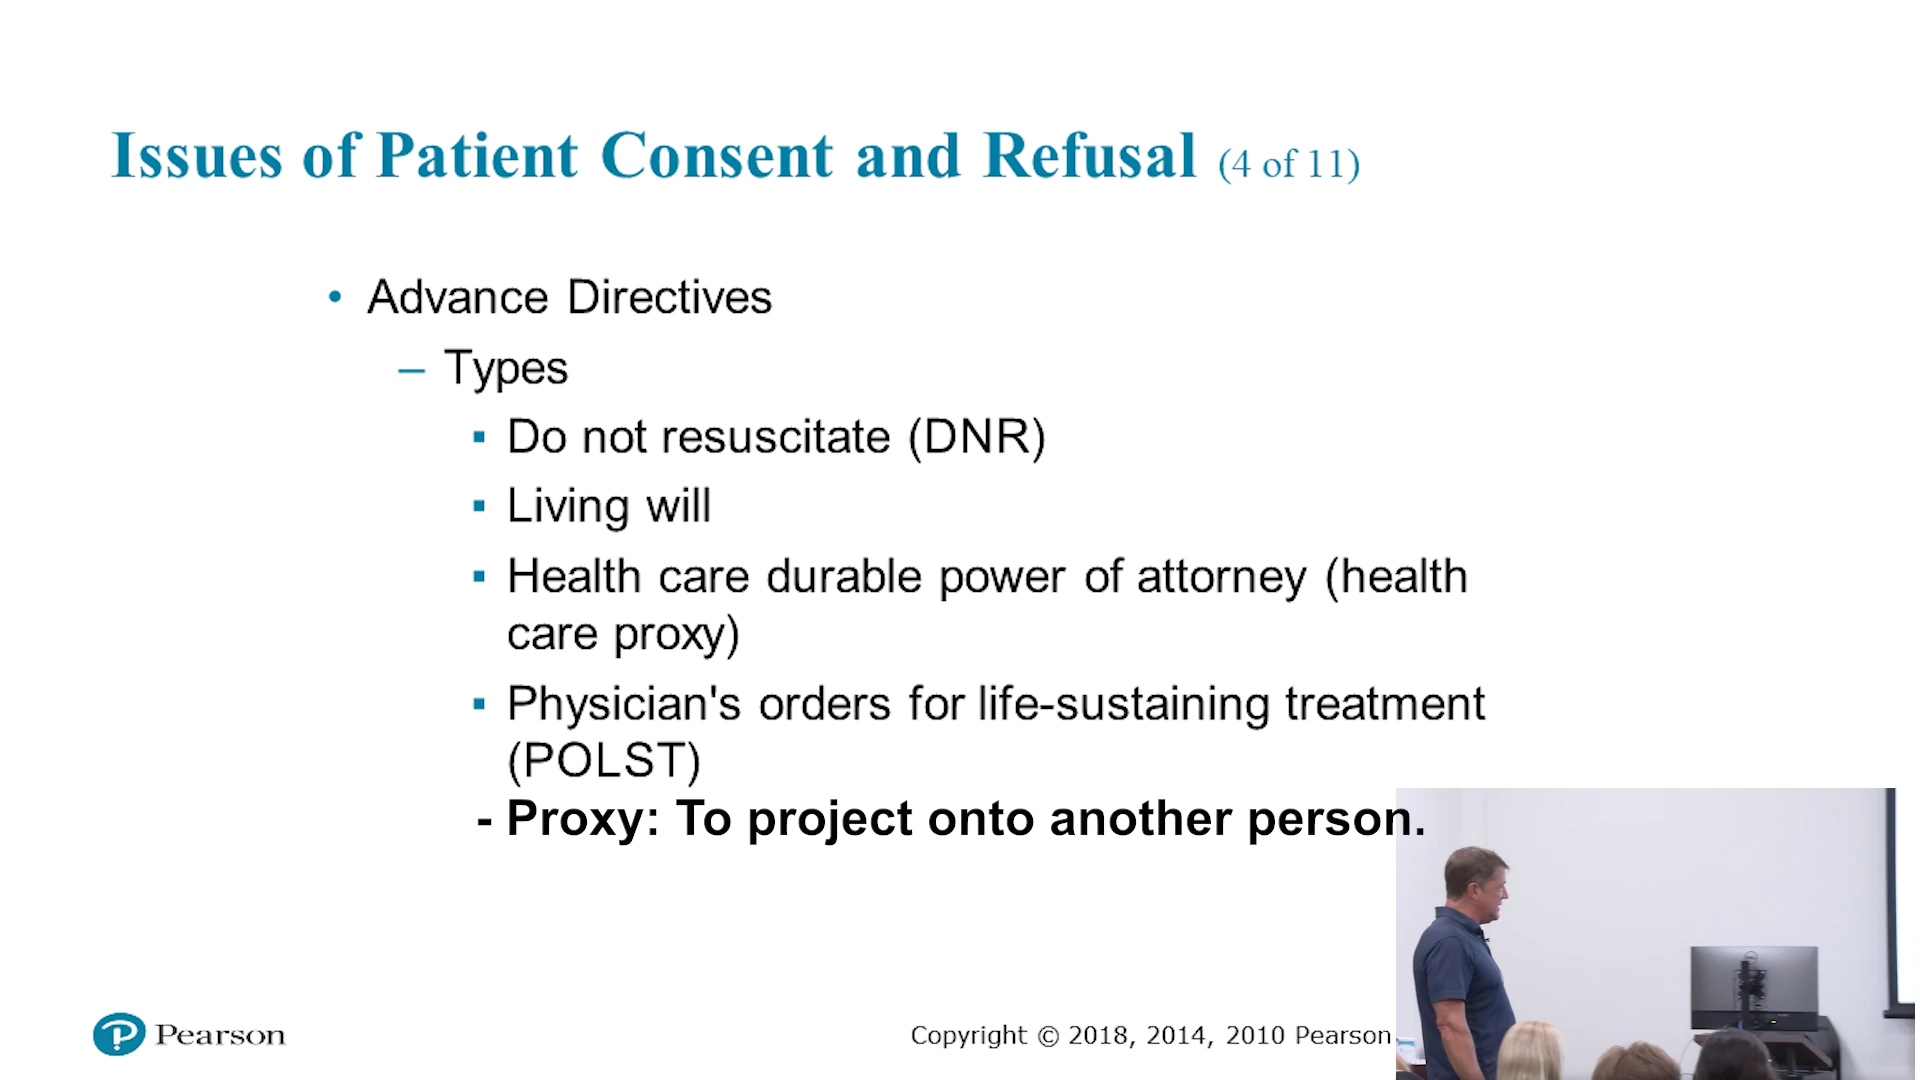 Issues of Patient Consent and Refusal (4 of 11)
• Advance Directives
– Types
▪ Do not resuscitate (DNR)
▪ Living will
▪ Health care durable power of attorney (health
care proxy)
▪ Physician's orders for life-sustaining treatment
(POLST)
- Proxy: To project onto another person.
Pearson
Copyright © 2018, 2014, 2010 Pearson